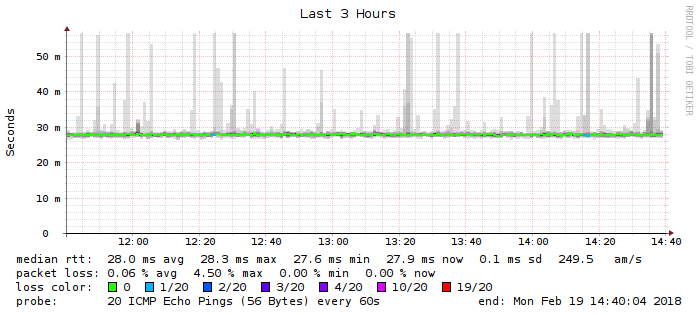 Last 3 Hours
RRDTOOL / TOBI OETIKER
Seconds
50 m
40 m
30 m
20 m
10 m
0
12:00 12:20 12:40 13:00 13:20 13:40 14:00 14:20 14:40
median rtt: 28.0 ms avg 28.3 ms max 27.6 ms min 27.9 ms now 0.1 ms sd 249.5 am/s
packet loss: 0.06 % avg 4.50 % max 0.00 % min 0.00 % now
loss color: 0 1/20 2/20 3/20 4/20 10/20 19/20
probe: 20 ICMP Echo Pings (56 Bytes) every 60s end: Mon Feb 19 14:40:04 2018